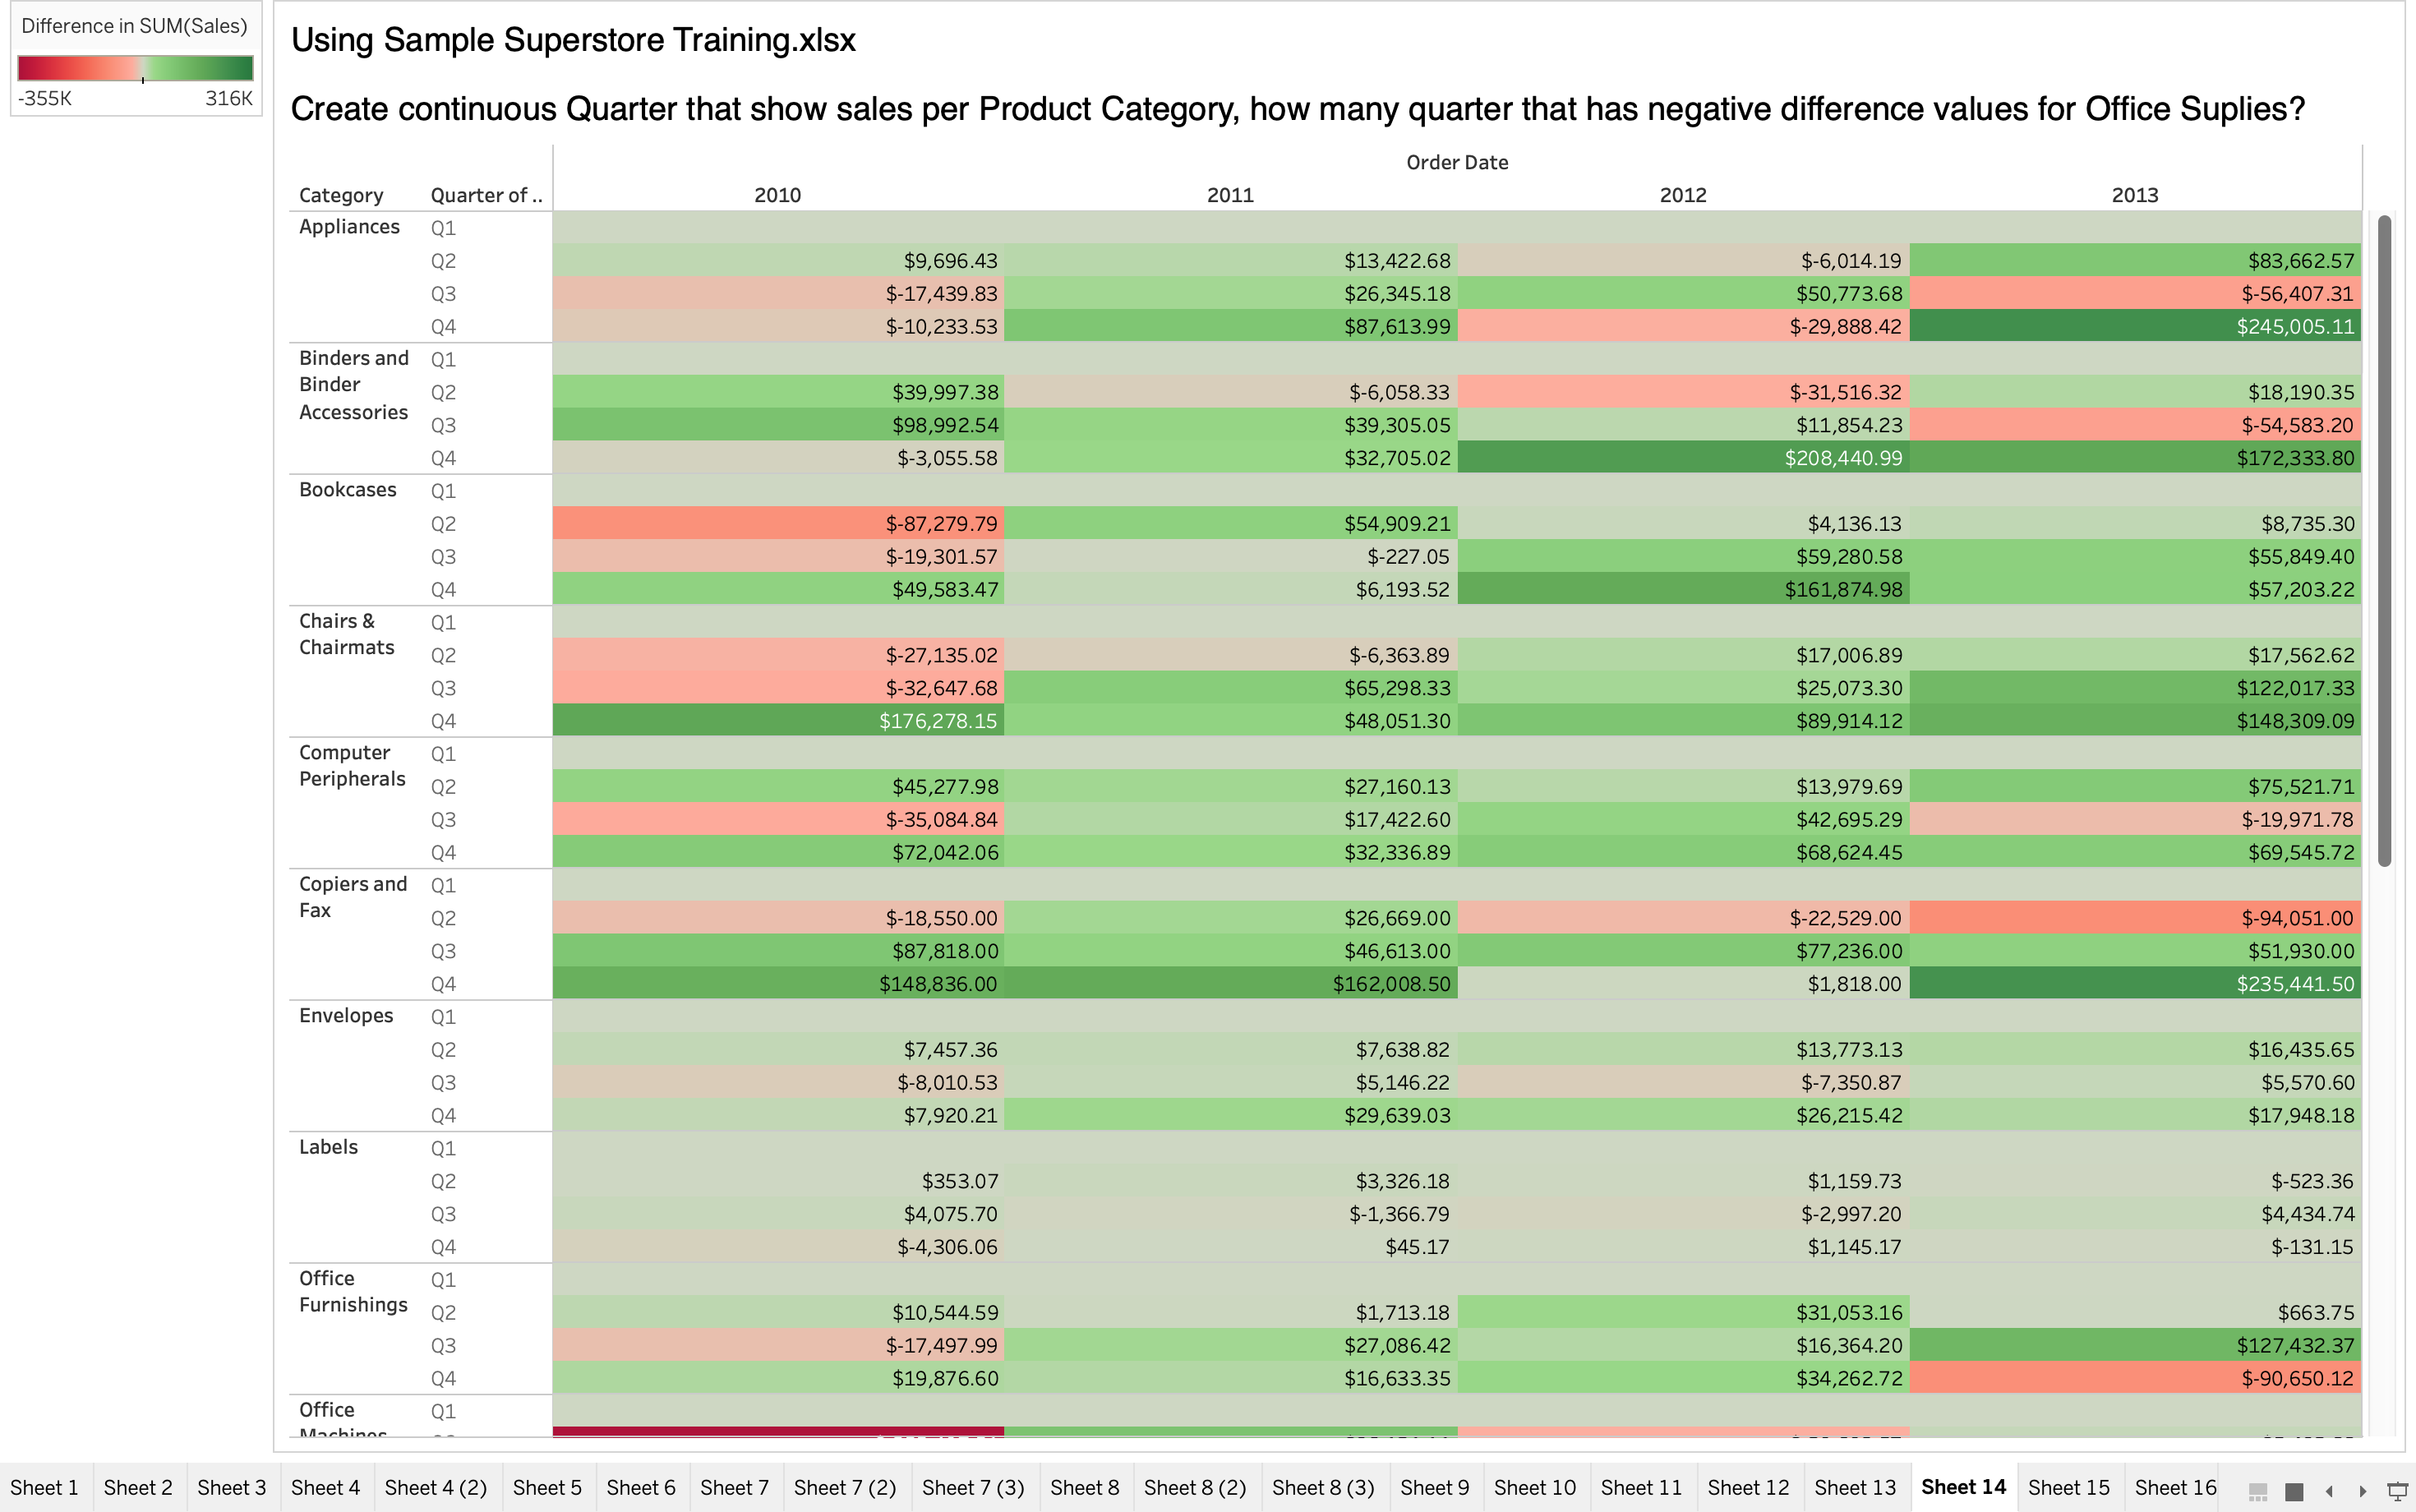 Difference in SUM(Sales)
-355K 316K
Using Sample Superstore Training.xlsx
Create continuous Quarter that show sales per Product Category, how many quarter that has negative difference values for Office Suplies?
Order Date
Category Quarter of .. 2010 2011 2012 2013
Appliances Q1
Q2 $9,696.43 $13,422.68 $-6,014.19 $83,662.57
Q3 $-17,439.83 $26,345.18 $50,773.68 $-56,407.31
Q4 $-10,233.53 $87,613.99 $-29,888.42 $245,005.11
Binders and Q1
Binder Q2 $39,997.38 $-6,058.33 $-31,516.32 $18,190.35
Accessories Q3 $98,992.54 $39,305.05 $11,854.23 $-54,583.20
Q4 $-3,055.58 $32,705.02 $208,440.99 $172,333.80
Bookcases Q1
Q2 $-87,279.79 $54,909.21 $4,136.13 $8,735.30
Q3 $-19,301.57 $-227.05 $59,280.58 $55,849.40
Q4 $49,583.47 $6,193.52 $161,874.98 $57,203.22
Chairs & Q1
Chairmats Q2 $-27,135.02 $-6,363.89 $17,006.89 $17,562.62
Q3 $-32,647.68 $65,298.33 $25,073.30 $122,017.33
Q4 $176,278.15 $48,051.30 $89,914.12 $148,309.09
Computer Q1
Peripherals Q2 $45,277.98 $27,160.13 $13,979.69 $75,521.71
Q3 $-35,084.84 $17,422.60 $42,695.29 $-19,971.78
Q4 $72,042.06 $32,336.89 $68,624.45 $69,545.72
Copiers and Q1
Fax Q2 $-18,550.00 $26,669.00 $-22,529.00 $-94,051.00
Q3 $87,818.00 $46,613.00 $77,236.00 $51,930.00
Q4 $148,836.00 $162,008.50 $1,818.00 $235,441.50
Envelopes Q1
Q2 $7,457.36 $7,638.82 $13,773.13 $16,435.65
Q3 $-8,010.53 $5,146.22 $-7,350.87 $5,570.60
Q4 $7,920.21 $29,639.03 $26,215.42 $17,948.18
Labels Q1
Q2 $353.07 $3,326.18 $1,159.73 $-523.36
Q3 $4,075.70 $-1,366.79 $-2,997.20 $4,434.74
Q4 $-4,306.06 $45.17 $1,145.17 $-131.15
Office Q1
Furnishings Q2 $10,544.59 $1,713.18 $31,053.16 $663.75
Q3 $-17,497.99 $27,086.42 $16,364.20 $127,432.37
Q4 $19,876.60 $16,633.35 $34,262.72 $-90,650.12
Office Q1
Machines
Sheet 1 Sheet 2 Sheet 3 Sheet 4 Sheet 4 (2) Sheet 5 Sheet 6 Sheet 7 Sheet 7 (2) Sheet 7 (3) Sheet 8 Sheet 8 (2) Sheet 8 (3) Sheet 9 Sheet 10 Sheet 11 Sheet 12 Sheet 13 Sheet 14 Sheet 15 Sheet 16